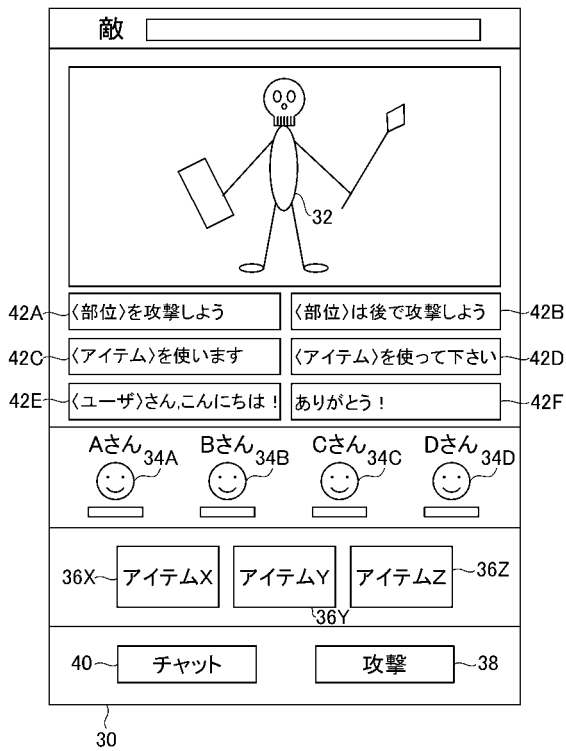 敵
32
42A 〈部位〉を攻撃しよう 〈部位〉は後で攻撃しよう 42B
42C 〈アイテム〉を使います 〈アイテム〉を使って下さい 42D
42E 〈ユーザ〉さん,こんにちは！ ありがとう！ 42F
Aさん Bさん Cさん Dさん
34A 34B 34C 34D
36X アイテムX アイテムY アイテムZ 36Z
36Y
40 チャット 攻撃 38
30